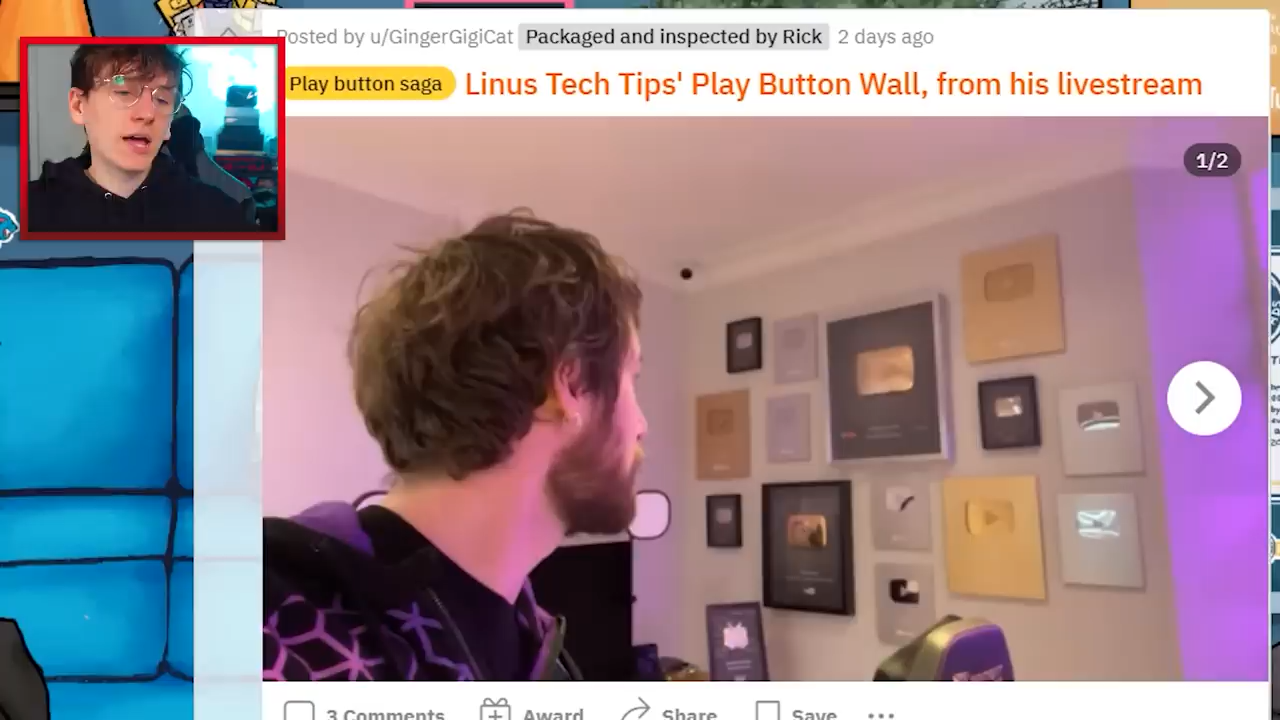 Posted by u/GingerGigiCat Packaged and inspected by Rick 2 days ago
Play button saga Linus Tech Tips' Play Button Wall, from his livestream
1/2
3 Comments Award Share Save